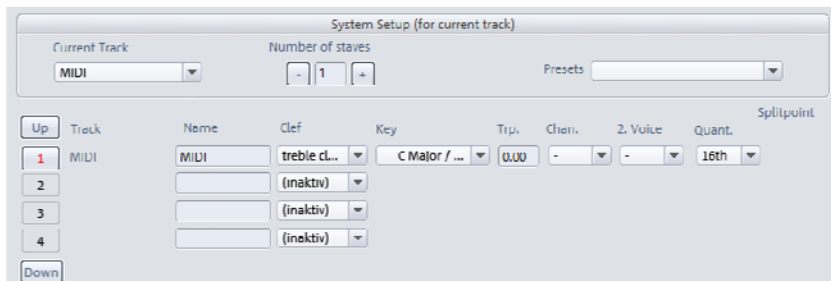 System Setup (for current track)
Current Track Number of staves
MIDI - 1 + Presets
Splitpoint
Up Track Name Clef Key Trp. Chan. 2. Voice Quant.
1 MIDI MIDI treble cl... C Major / ... 0.00 - - 16th
2 (inaktiv)
3 (inaktiv)
4 (inaktiv)
Down